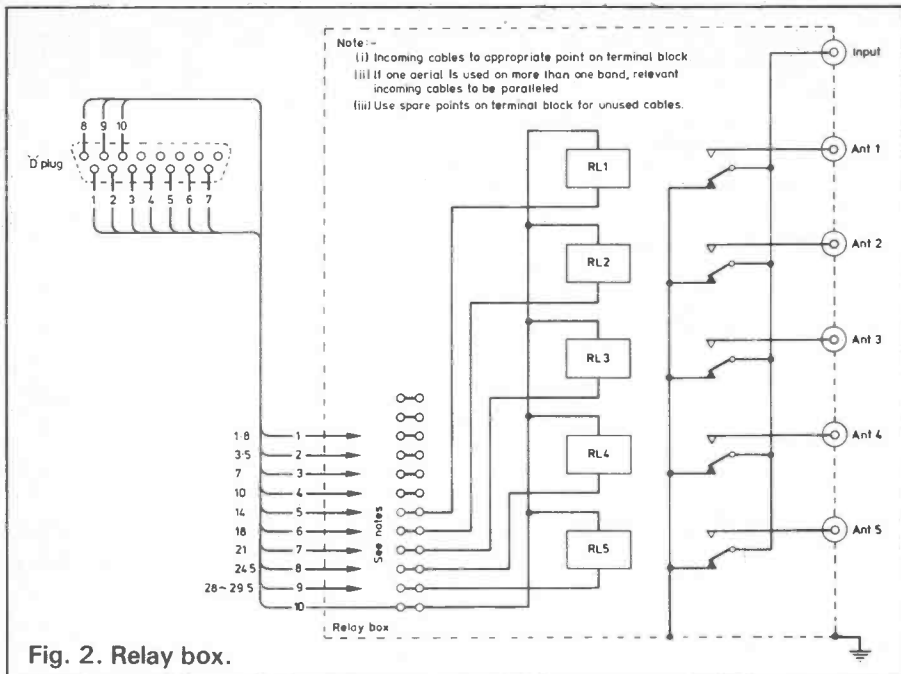 Note:-
(i) Incoming cables to appropriate point on terminal block
(ii) If one aerial is used on more than one band, relevant
incoming cables to be paralleled
(iii) Use spare points on terminal block for unused cables.
Input
8 9 10
'D' plug
1 2 3 4 5 6 7
RL1
Ant 1
RL2
Ant 2
RL3
Ant 3
RL4
Ant 4
RL5
Ant 5
1·8 1
3·5 2
7 3
10 4
14 5
18 6
21 7
24·5 8
28~29·5 9
10
See notes
Relay box
Fig. 2. Relay box.